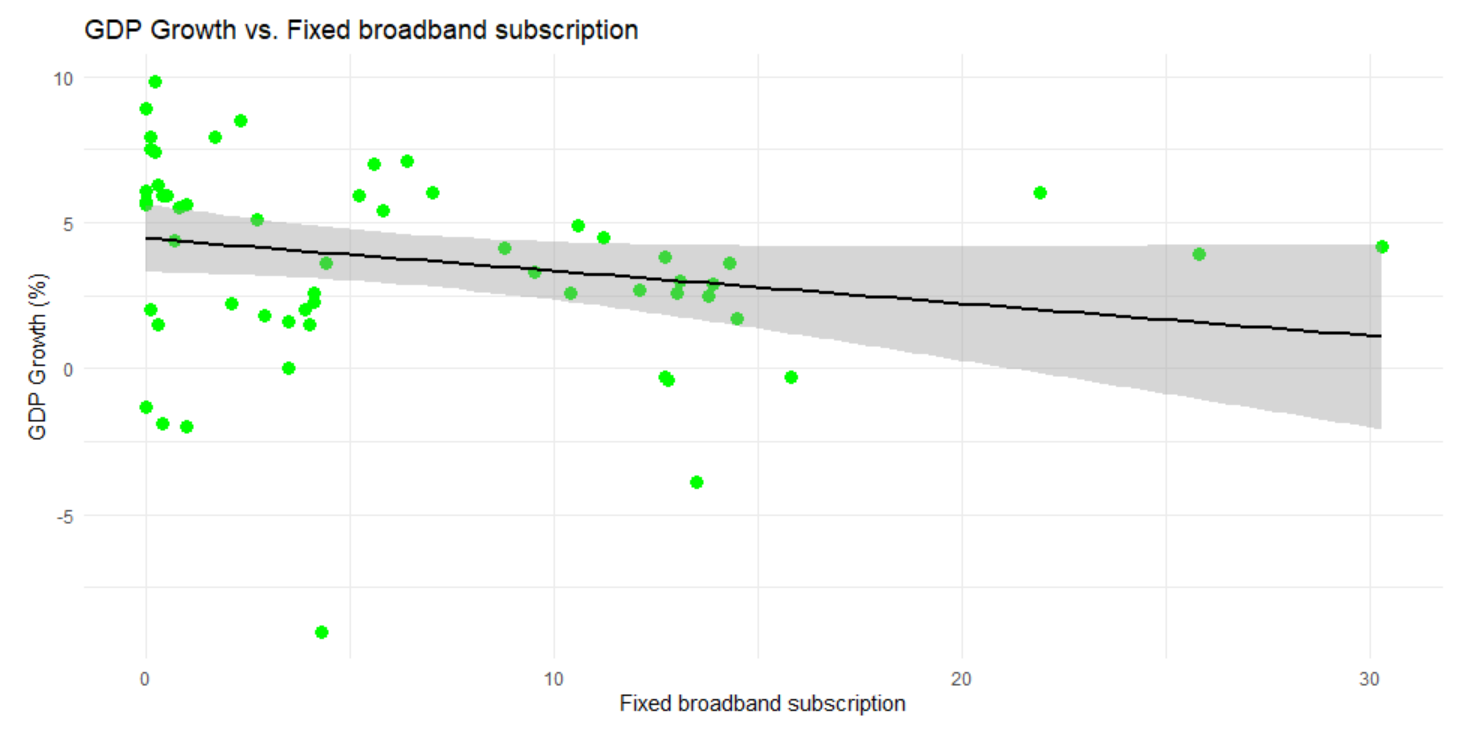 GDP Growth vs. Fixed broadband subscription
10
5
0
-5
GDP Growth (%)
0 10 20 30
Fixed broadband subscription